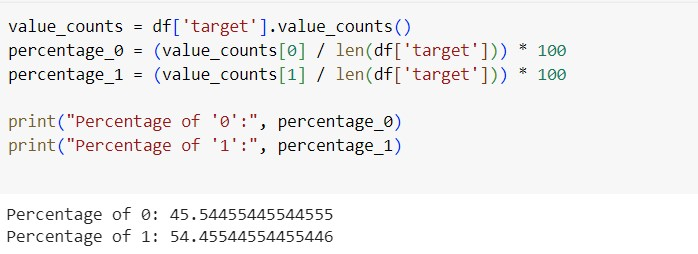 value_counts = df['target'].value_counts()
percentage_0 = (value_counts[0] / len(df['target'])) * 100
percentage_1 = (value_counts[1] / len(df['target'])) * 100
print("Percentage of '0':", percentage_0)
print("Percentage of '1':", percentage_1)
Percentage of 0: 45.54455445544555
Percentage of 1: 54.45544554455446